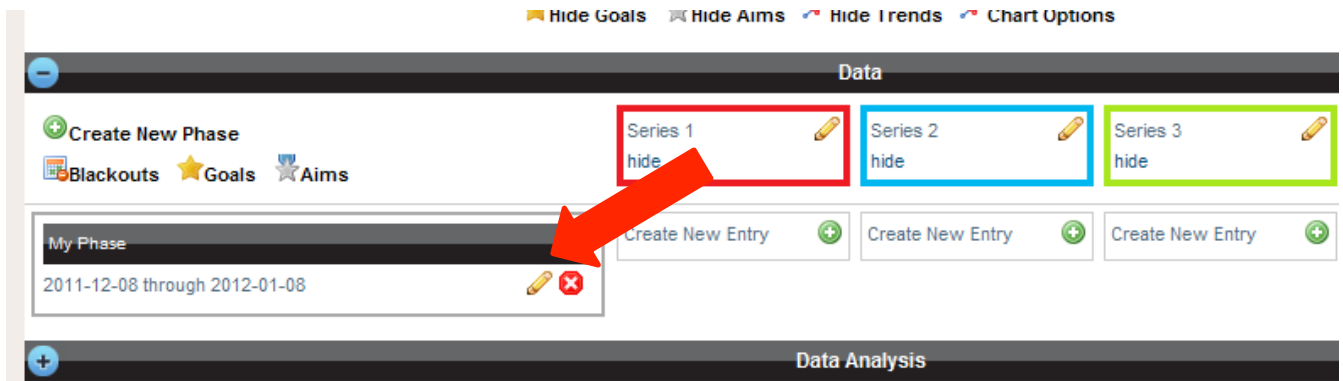 Hide Goals Hide Aims Hide Trends Chart Options
Data
Create New Phase
Blackouts Goals Aims
Series 1
hide
Series 2
hide
Series 3
hide
My Phase
2011-12-08 through 2012-01-08
Create New Entry
Create New Entry
Create New Entry
Data Analysis